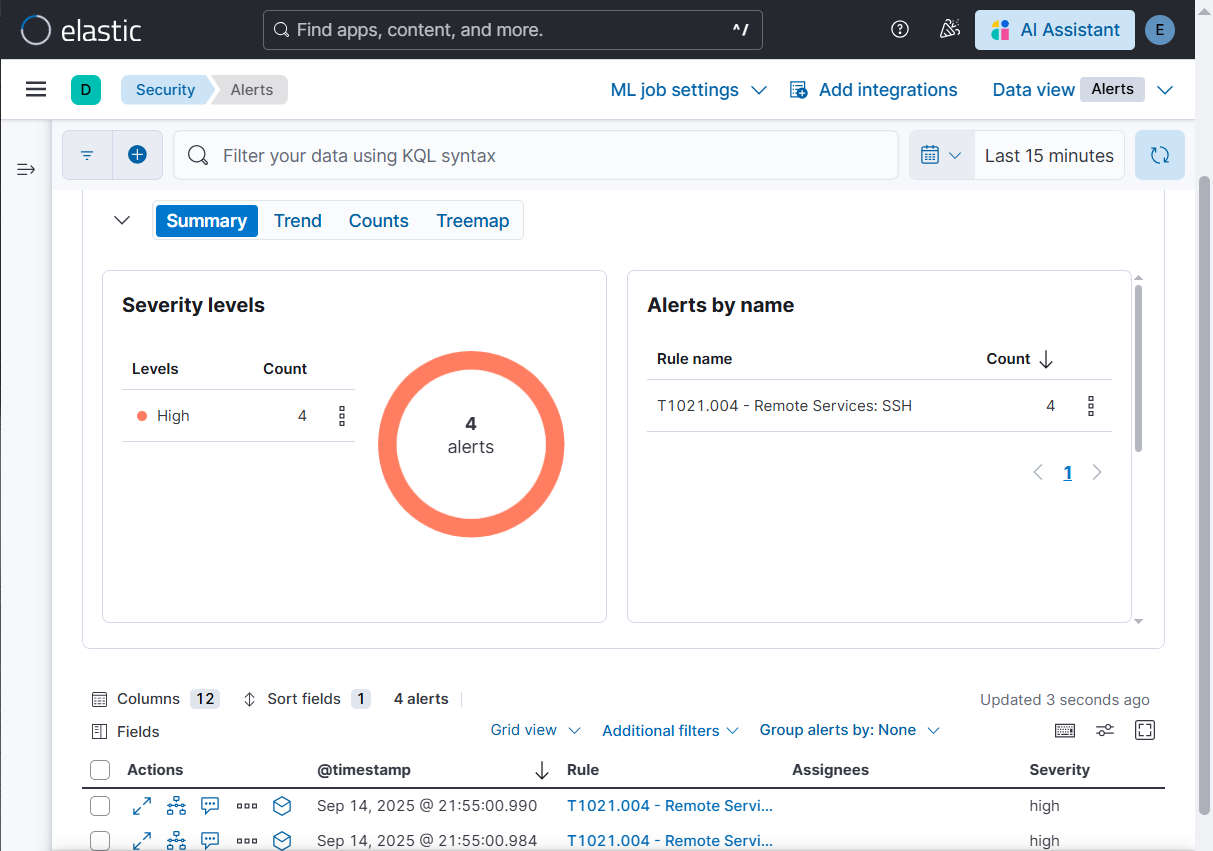 elastic
Find apps, content, and more.
^/
AI Assistant
E
D
Security
Alerts
ML job settings
Add integrations
Data view
Alerts
Filter your data using KQL syntax
Last 15 minutes
Summary
Trend
Counts
Treemap
Severity levels
Levels Count
High 4
4
alerts
Alerts by name
Rule name Count
T1021.004 - Remote Services: SSH 4
1
Columns 12 Sort fields 1 4 alerts
Updated 3 seconds ago
Fields
Grid view Additional filters Group alerts by: None
Actions @timestamp Rule Assignees Severity
Sep 14, 2025 @ 21:55:00.990 T1021.004 - Remote Servi... high
Sep 14, 2025 @ 21:55:00.984 T1021.004 - Remote Servi... high